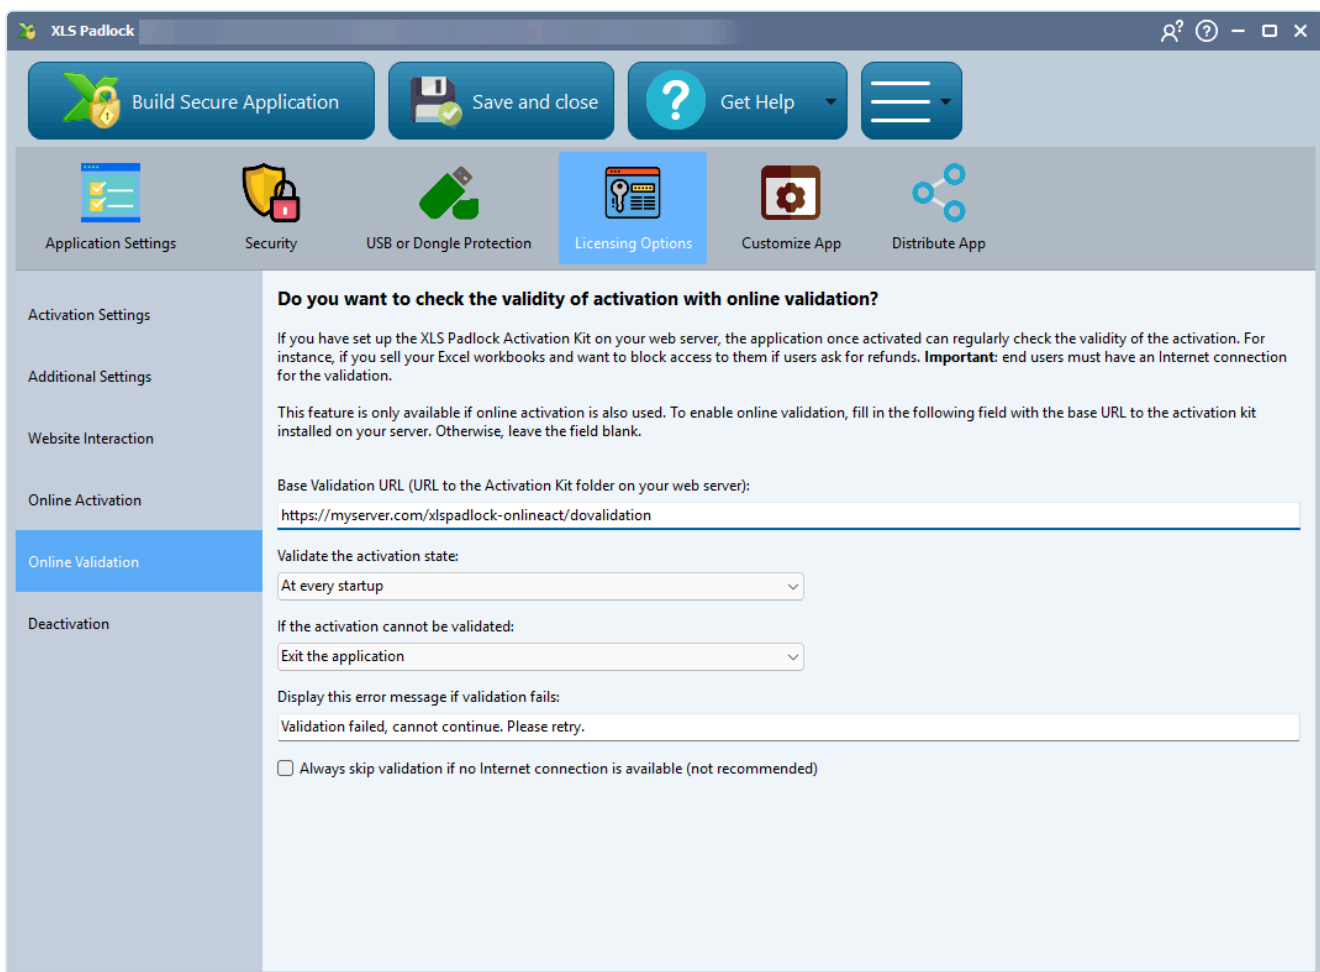 XLS Padlock
Build Secure Application
Save and close
Get Help
Application Settings
Security
USB or Dongle Protection
Licensing Options
Customize App
Distribute App
Activation Settings
Additional Settings
Website Interaction
Online Activation
Online Validation
Deactivation
Do you want to check the validity of activation with online validation?
If you have set up the XLS Padlock Activation Kit on your web server, the application once activated can regularly check the validity of the activation. For
instance, if you sell your Excel workbooks and want to block access to them if users ask for refunds. Important: end users must have an Internet connection
for the validation.
This feature is only available if online activation is also used. To enable online validation, fill in the following field with the base URL to the activation kit
installed on your server. Otherwise, leave the field blank.
Base Validation URL (URL to the Activation Kit folder on your web server):
https://myserver.com/xlspadlock-onlineact/dovalidation
Validate the activation state:
At every startup
If the activation cannot be validated:
Exit the application
Display this error message if validation fails:
Validation failed, cannot continue. Please retry.
Always skip validation if no Internet connection is available (not recommended)